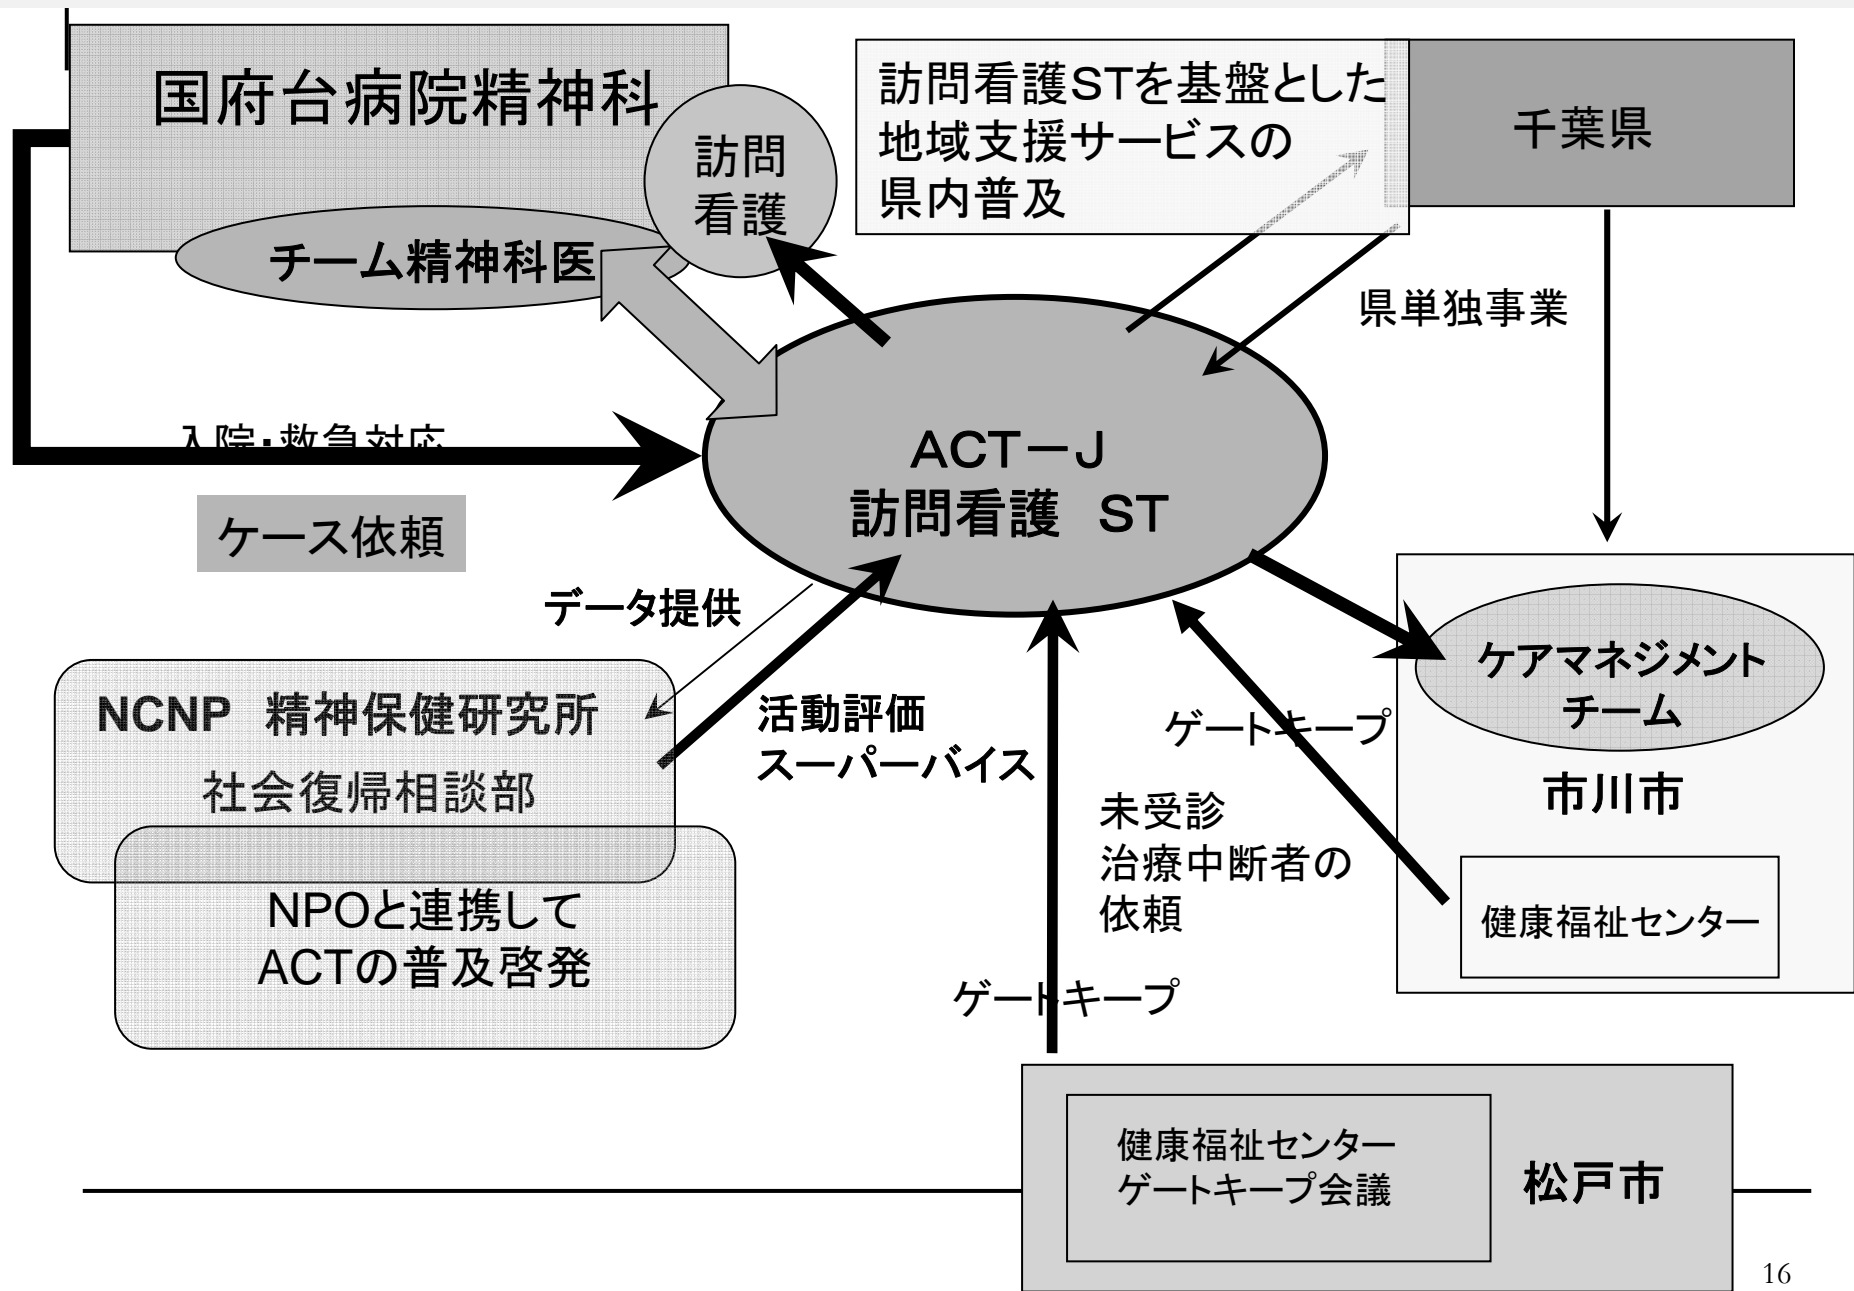 国府台病院精神科
訪問
看護
チーム精神科医
訪問看護STを基盤とした
地域支援サービスの
県内普及
千葉県
県単独事業
入院・救急対応
ケース依頼
ACT－J
訪問看護　ST
データ提供
NCNP　精神保健研究所
社会復帰相談部
NPOと連携して
ACTの普及啓発
活動評価
スーパーバイス
ゲートキープ
未受診
治療中断者の
依頼
ゲートキープ
ケアマネジメント
チーム
市川市
健康福祉センター
健康福祉センター
ゲートキープ会議
松戸市
16